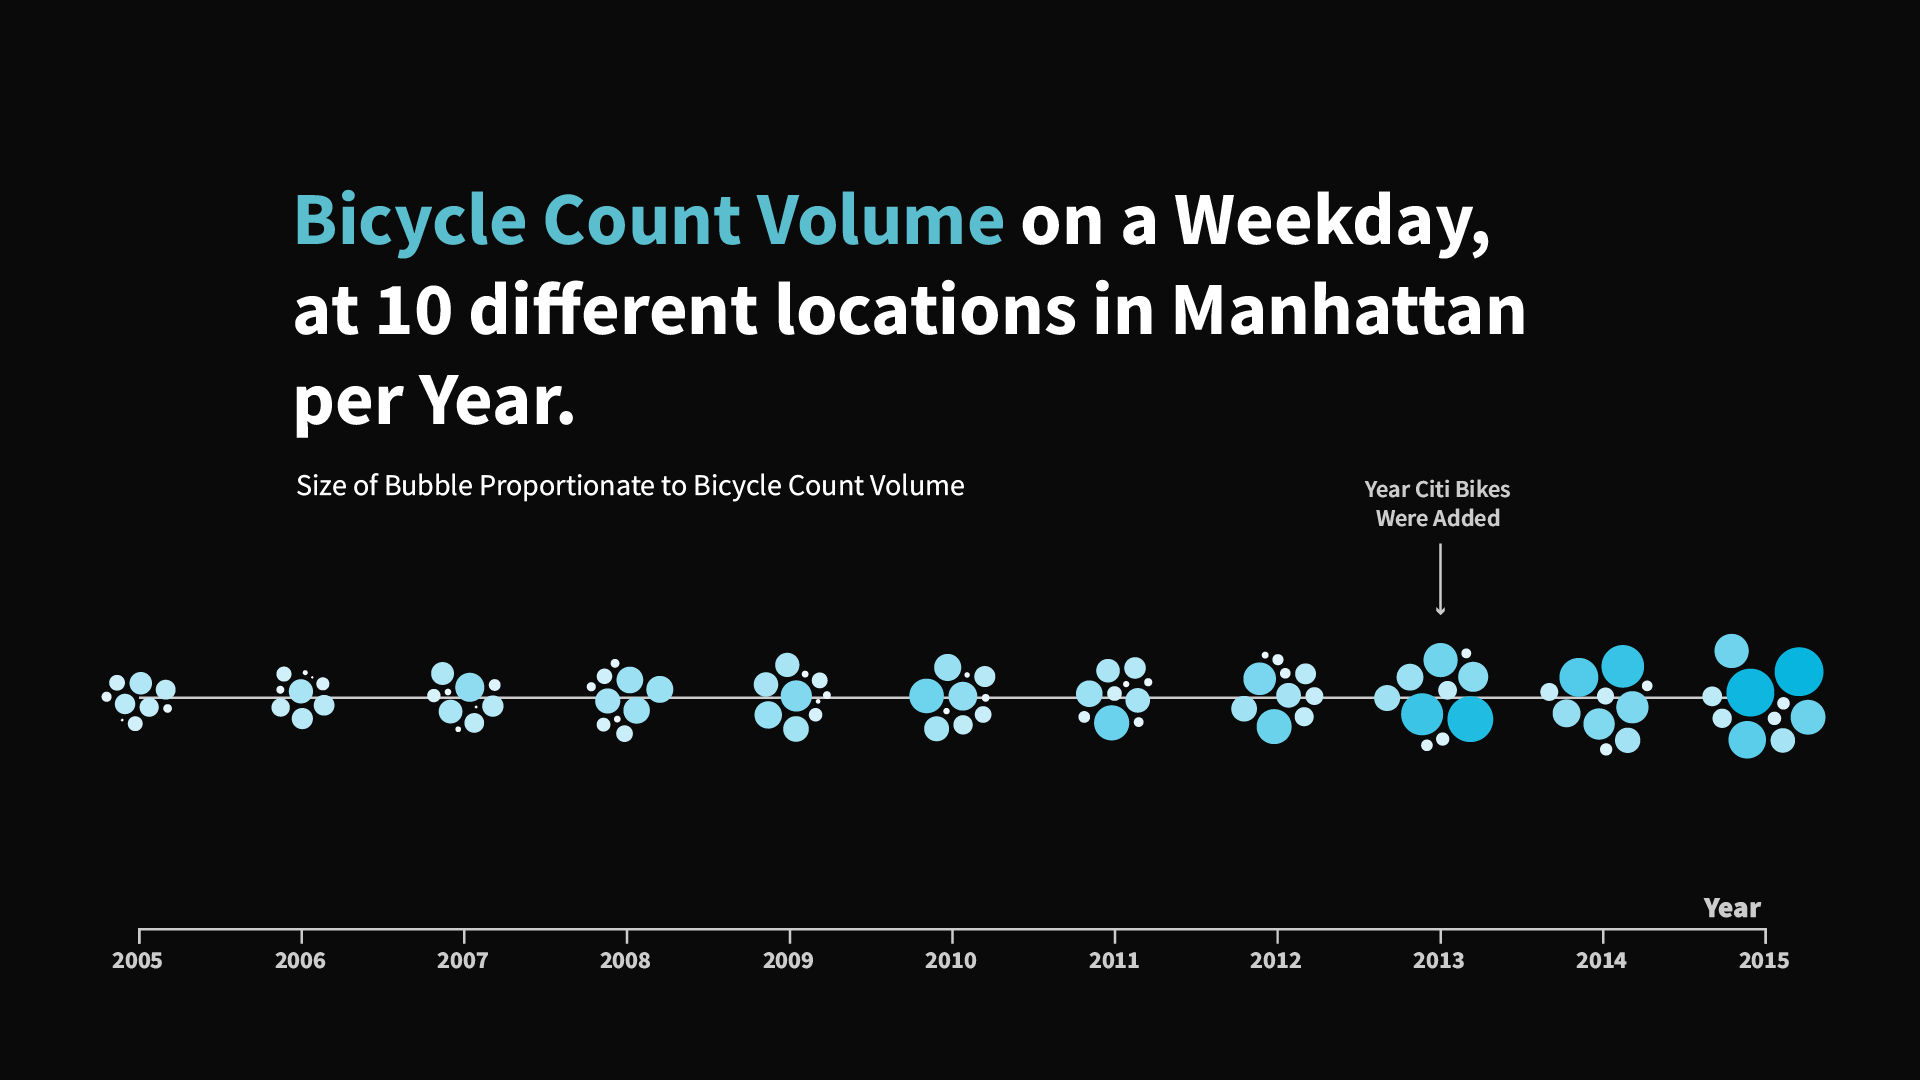 Bicycle Count Volume on a Weekday,
at 10 different locations in Manhattan
per Year.
Size of Bubble Proportionate to Bicycle Count Volume
Year Citi Bikes
Were Added
Year
2005 2006 2007 2008 2009 2010 2011 2012 2013 2014 2015